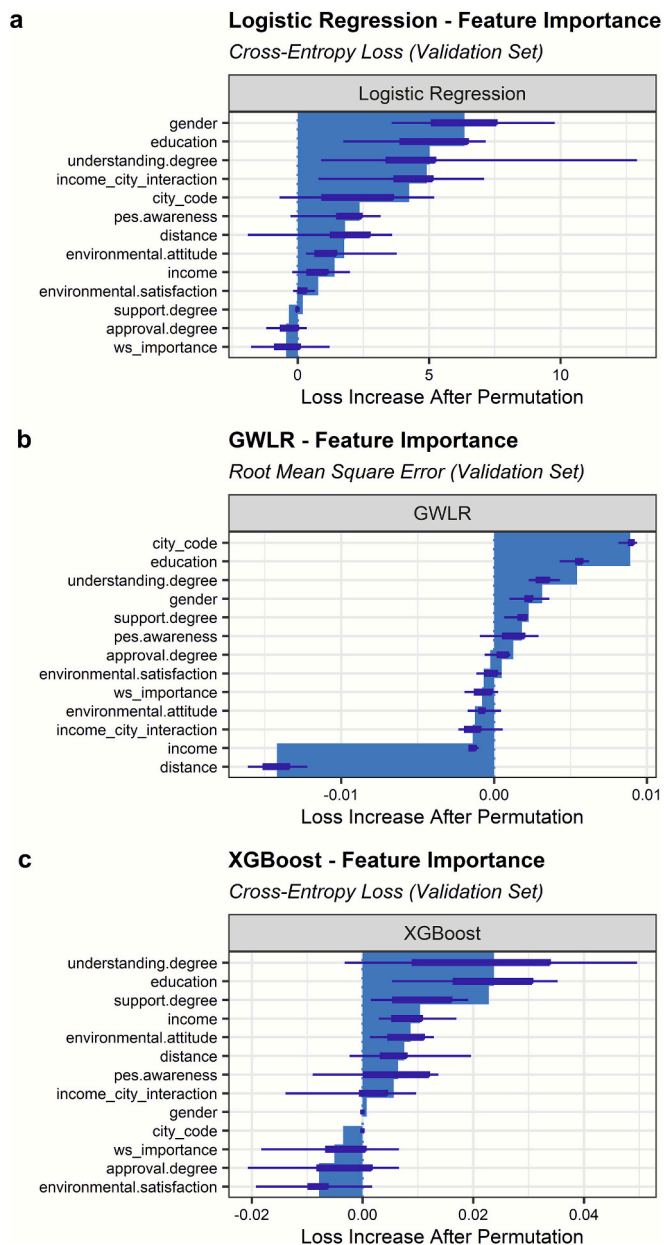 a
Logistic Regression - Feature Importance
Cross-Entropy Loss (Validation Set)
Logistic Regression
gender
education
understanding.degree
income_city_interaction
city_code
pes.awareness
distance
environmental.attitude
income
environmental.satisfaction
support.degree
approval.degree
ws_importance
0 5 10
Loss Increase After Permutation
b
GWLR - Feature Importance
Root Mean Square Error (Validation Set)
GWLR
city_code
education
understanding.degree
gender
support.degree
pes.awareness
approval.degree
environmental.satisfaction
ws_importance
environmental.attitude
income_city_interaction
income
distance
-0.01 0.00 0.01
Loss Increase After Permutation
c
XGBoost - Feature Importance
Cross-Entropy Loss (Validation Set)
XGBoost
understanding.degree
education
support.degree
income
environmental.attitude
distance
pes.awareness
income_city_interaction
gender
city_code
ws_importance
approval.degree
environmental.satisfaction
-0.02 0.00 0.02 0.04
Loss Increase After Permutation